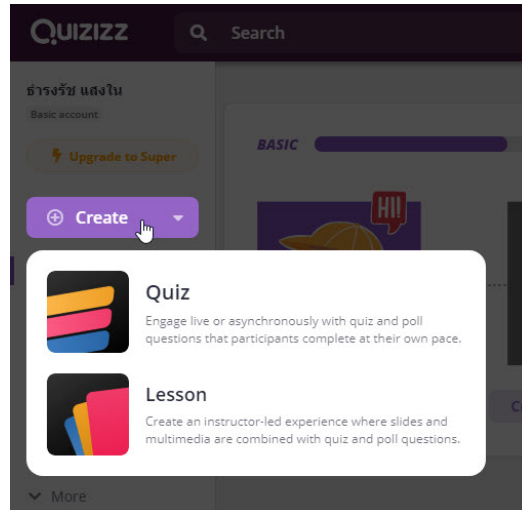 QUIZIZZ
Search
ธำรงรัช แสงใน
Basic account
Upgrade to Super
BASIC
HI!
Create
Quiz
Engage live or asynchronously with quiz and poll
questions that participants complete at their own pace.
Lesson
Create an instructor-led experience where slides and
multimedia are combined with quiz and poll questions.
More